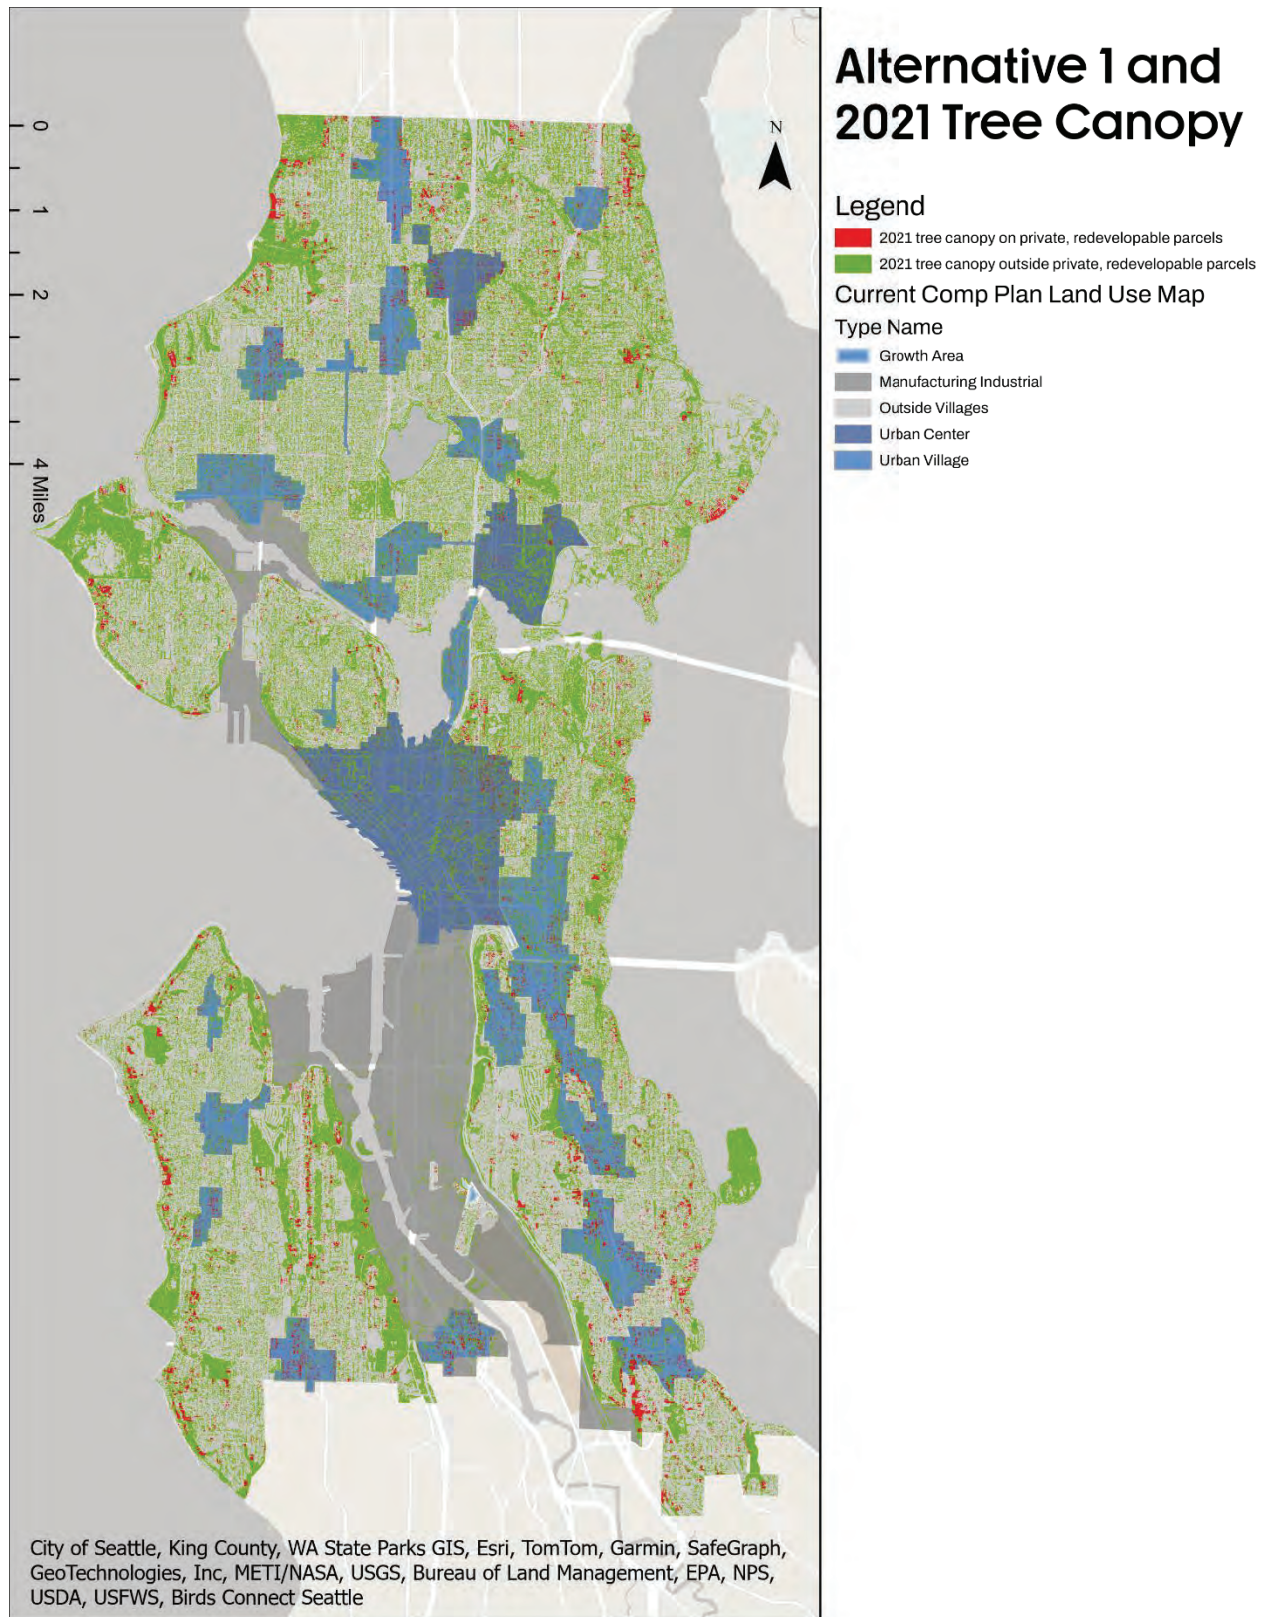 Alternative 1 and
2021 Tree Canopy
N
Legend
2021 tree canopy on private, redevelopable parcels
2021 tree canopy outside private, redevelopable parcels
Current Comp Plan Land Use Map
Type Name
Growth Area
Manufacturing Industrial
Outside Villages
Urban Center
Urban Village
0
1
2
4 Miles
City of Seattle, King County, WA State Parks GIS, Esri, TomTom, Garmin, SafeGraph,
GeoTechnologies, Inc, METI/NASA, USGS, Bureau of Land Management, EPA, NPS,
USDA, USFWS, Birds Connect Seattle